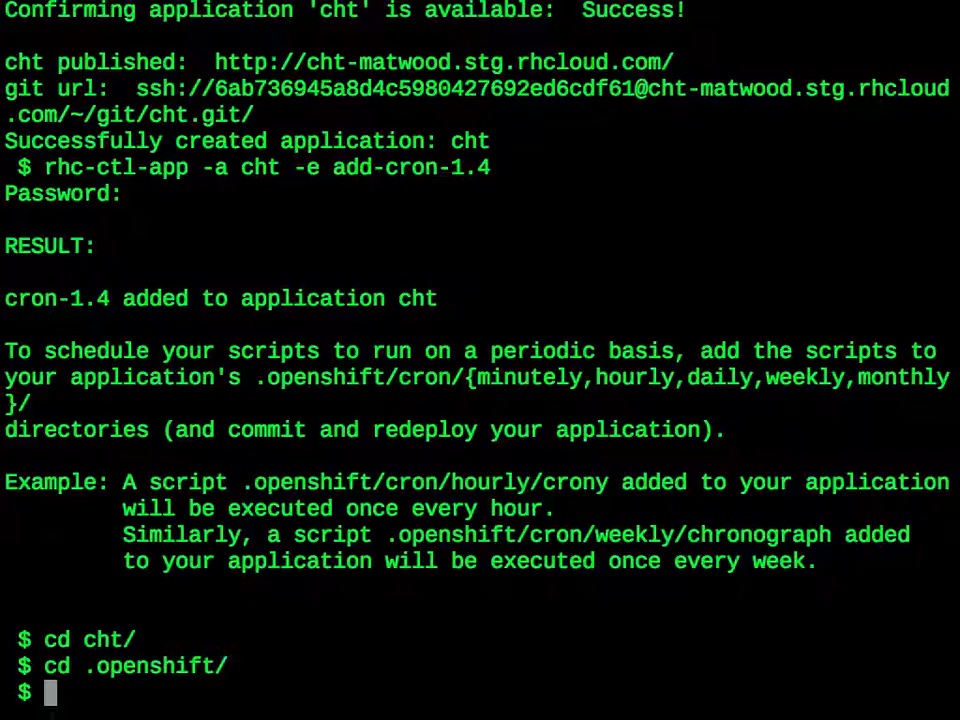 Confirming application 'cht' is available:  Success!
cht published:  http://cht-matwood.stg.rhcloud.com/
git url:  ssh://6ab736945a8d4c5980427692ed6cdf61@cht-matwood.stg.rhcloud
.com/~/git/cht.git/
Successfully created application: cht
$ rhc-ctl-app -a cht -e add-cron-1.4
Password:
RESULT:
cron-1.4 added to application cht
To schedule your scripts to run on a periodic basis, add the scripts to
your application's .openshift/cron/{minutely,hourly,daily,weekly,monthly
}/
directories (and commit and redeploy your application).
Example: A script .openshift/cron/hourly/crony added to your application
will be executed once every hour.
Similarly, a script .openshift/cron/weekly/chronograph added
to your application will be executed once every week.
$ cd cht/
$ cd .openshift/
$